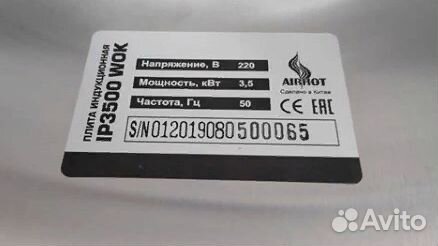 ПЛИТА ИНДУКЦИОННАЯ
IP3500 WOK
Напряжение, В 220
Мощность, кВт 3,5
Частота, Гц 50
AIRHOT
Сделано в Китае
CE EAC
S/N012019080500065
Avito